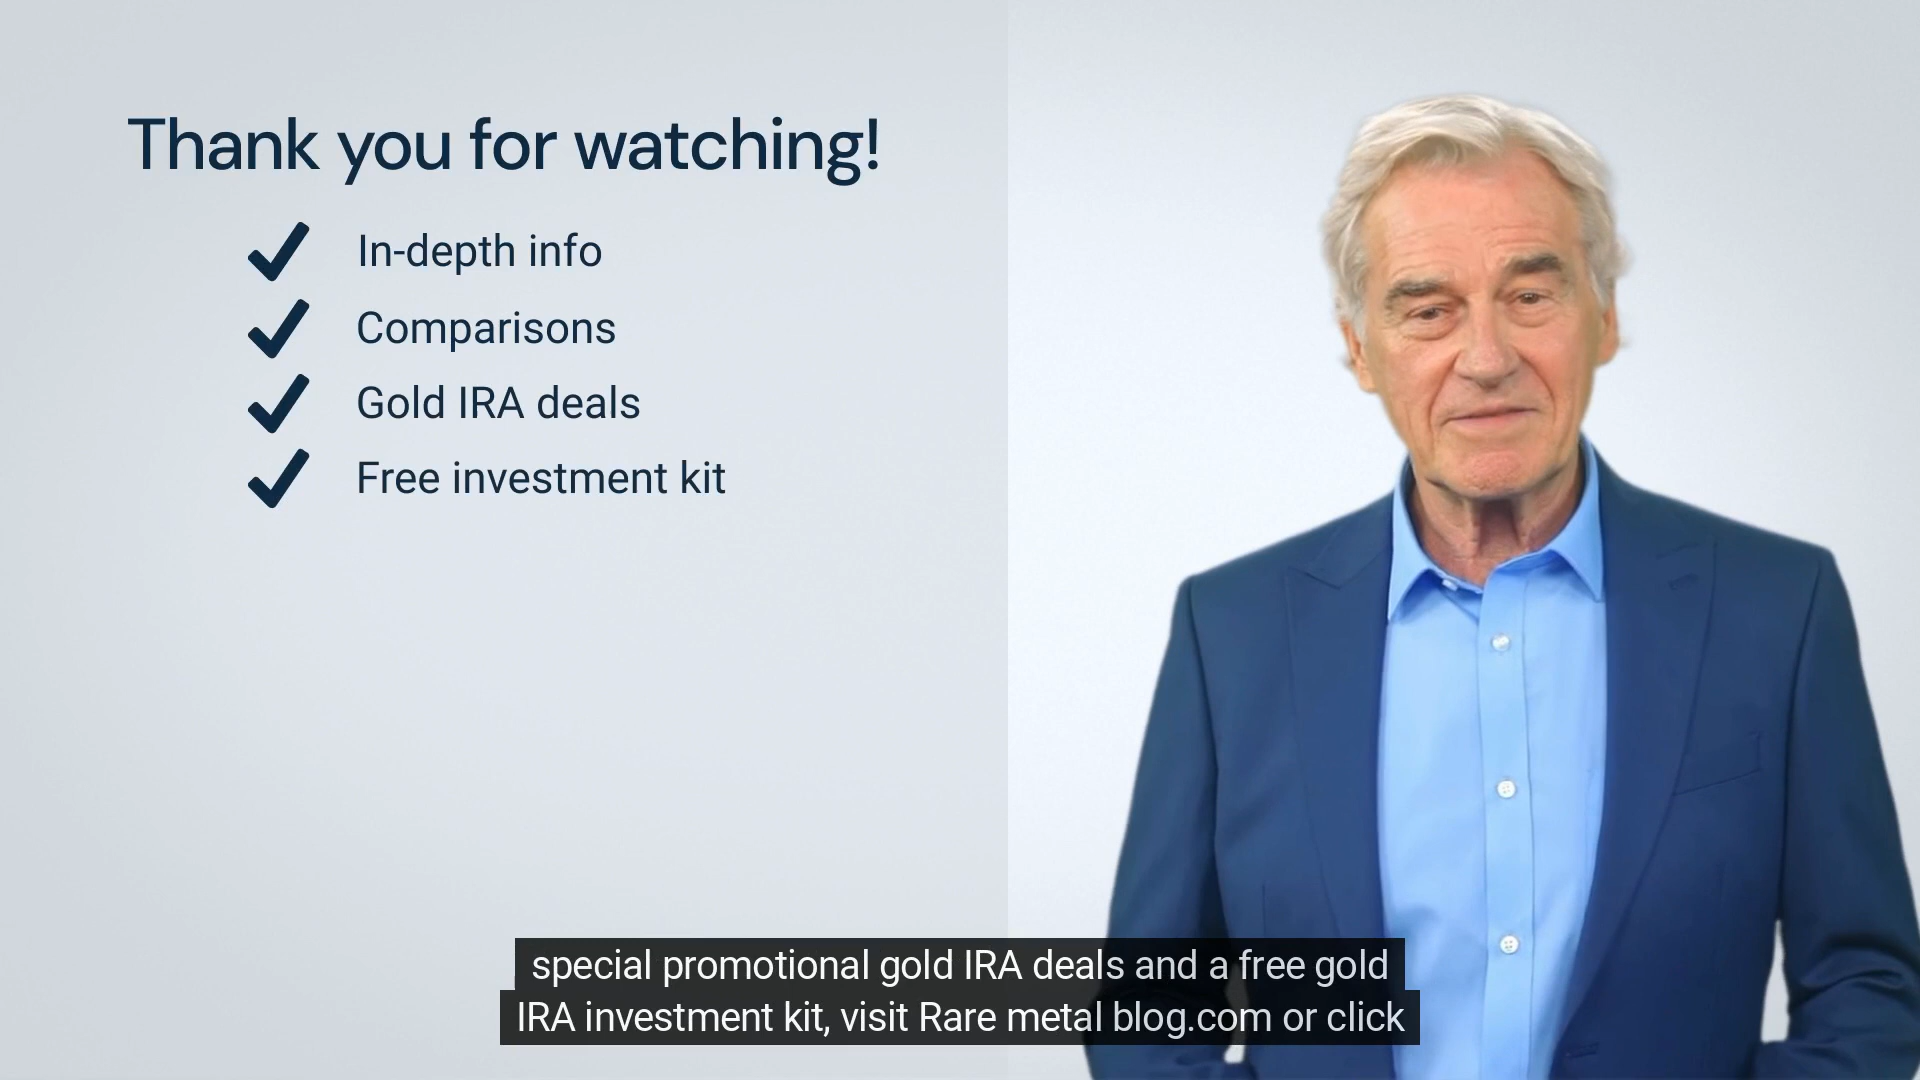 Thank you for watching!
In-depth info
Comparisons
Gold IRA deals
Free investment kit
special promotional gold IRA deals and a free gold
IRA investment kit, visit Rare metal blog.com or click